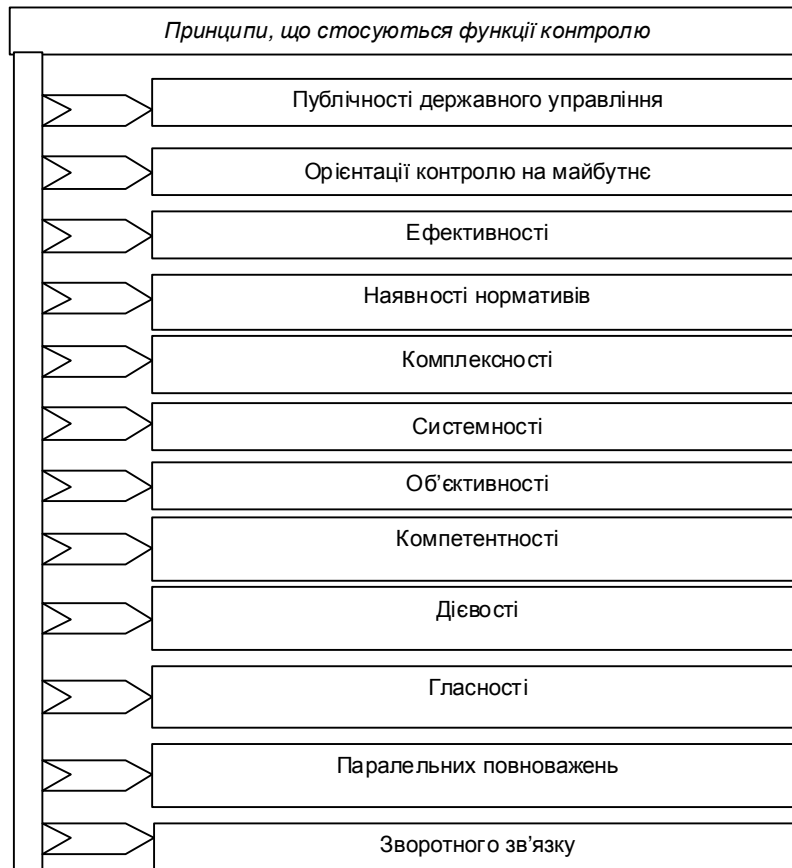 Принципи, що стосуються функції контролю
Публічності державного управління
Орієнтації контролю на майбутнє
Ефективності
Наявності нормативів
Комплексності
Системності
Об’єктивності
Компетентності
Дієвості
Гласності
Паралельних повноважень
Зворотного зв’язку